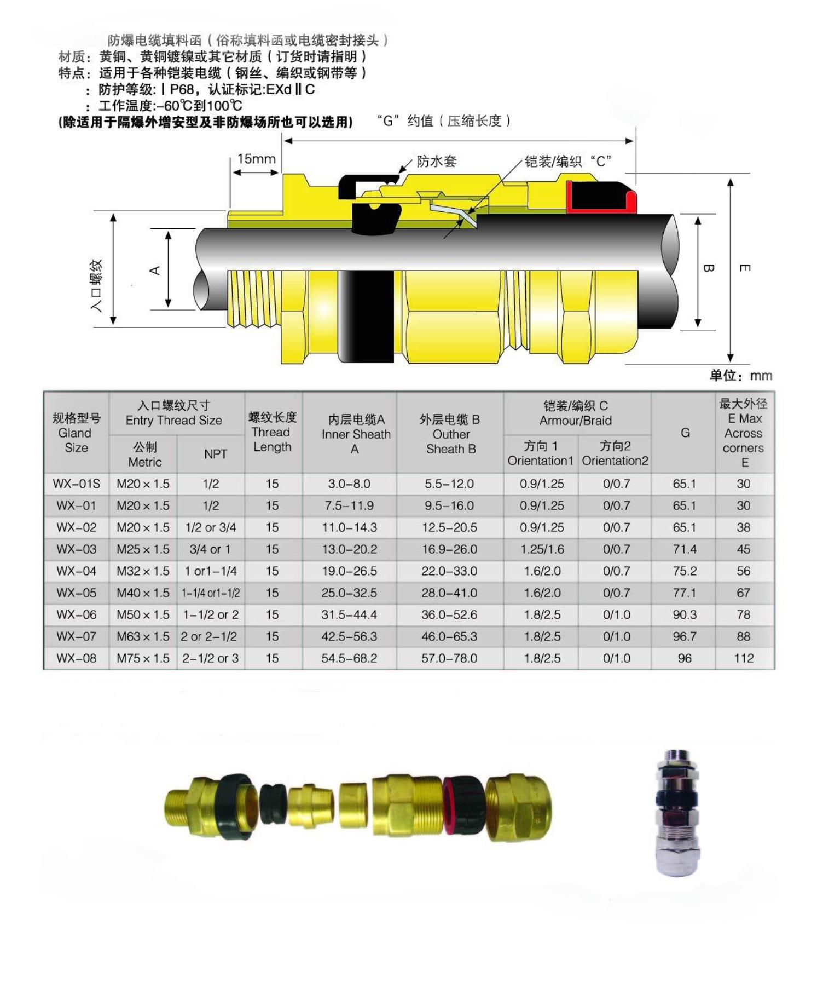 防爆电缆填料函（俗称填料函或电缆密封接头）
材质：黄铜、黄铜镀镍或其它材质（订货时请指明）
特点：适用于各种铠装电缆（钢丝、编织或钢带等）
：防护等级:ⅠP68，认证标记:EXdⅡC
：工作温度:-60℃到100℃
(除适用于隔爆外增安型及非防爆场所也可以选用)
“G”约值（压缩长度）
15mm
防水套
铠装/编织“C”
入口螺纹
A
B
E
单位：mm
规格型号 Gland Size
入口螺纹尺寸 Entry Thread Size
公制 Metric
NPT
螺纹长度 Thread Length
内层电缆A Inner Sheath A
外层电缆 B Outher Sheath B
铠装/编织 C Armour/Braid
方向 1 Orientation1
方向2 Orientation2
G
最大外径 E Max Across corners E
WX-01S M20×1.5 1/2 15 3.0-8.0 5.5-12.0 0.9/1.25 0/0.7 65.1 30
WX-01 M20×1.5 1/2 15 7.5-11.9 9.5-16.0 0.9/1.25 0/0.7 65.1 30
WX-02 M20×1.5 1/2 or 3/4 15 11.0-14.3 12.5-20.5 0.9/1.25 0/0.7 65.1 38
WX-03 M25×1.5 3/4 or 1 15 13.0-20.2 16.9-26.0 1.25/1.6 0/0.7 71.4 45
WX-04 M32×1.5 1 or1-1/4 15 19.0-26.5 22.0-33.0 1.6/2.0 0/0.7 75.2 56
WX-05 M40×1.5 1-1/4 or1-1/2 15 25.0-32.5 28.0-41.0 1.6/2.0 0/0.7 77.1 67
WX-06 M50×1.5 1-1/2 or 2 15 31.5-44.4 36.0-52.6 1.8/2.5 0/1.0 90.3 78
WX-07 M63×1.5 2 or 2-1/2 15 42.5-56.3 46.0-65.3 1.8/2.5 0/1.0 96.7 88
WX-08 M75×1.5 2-1/2 or 3 15 54.5-68.2 57.0-78.0 1.8/2.5 0/1.0 96 112